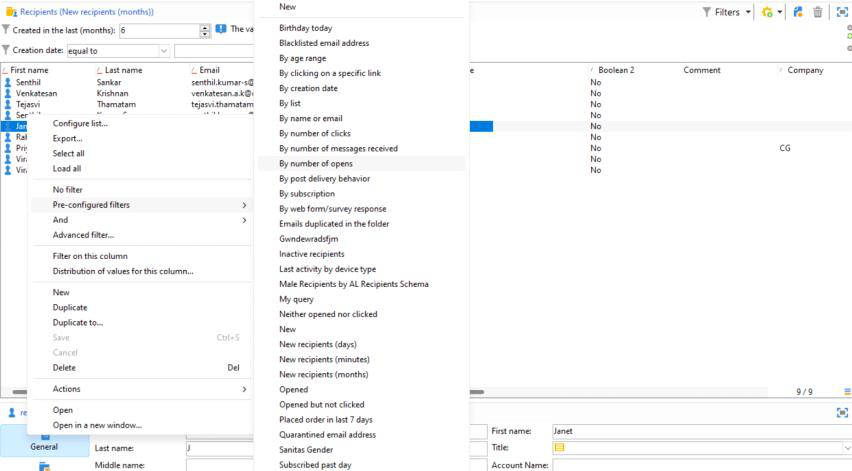 Recipients (New recipients (months))
Filters
Created in the last (months): 6
The va
Creation date: equal to
First name Last name Email e Boolean 2 Comment Company
Senthil Sankar senthil.kumar-s@ No
Venkatesan Krishnan venkatesan.a.k@ No
Tejasvi Thamatam tejasvi.thamatam No
No
Jan No
Rah No
Priy No CG
Vira No
Vira No
Configure list...
Export...
Select all
Load all
No filter
Pre-configured filters
And
Advanced filter...
Filter on this column
Distribution of values for this column...
New
Duplicate
Duplicate to...
Save Ctrl+S
Cancel
Delete Del
Actions
Open
Open in a new window...
New
Birthday today
Blacklisted email address
By age range
By clicking on a specific link
By creation date
By list
By name or email
By number of clicks
By number of messages received
By number of opens
By post delivery behavior
By subscription
By web form/survey response
Emails duplicated in the folder
Gwndewradsfjm
Inactive recipients
Last activity by device type
Male Recipients by AL Recipients Schema
My query
Neither opened nor clicked
New
New recipients (days)
New recipients (minutes)
New recipients (months)
Opened
Opened but not clicked
Placed order in last 7 days
Quarantined email address
Sanitas Gender
Subscribed past day
9 / 9
re
General
Last name: J
Middle name:
First name: Janet
Title:
Account Name: